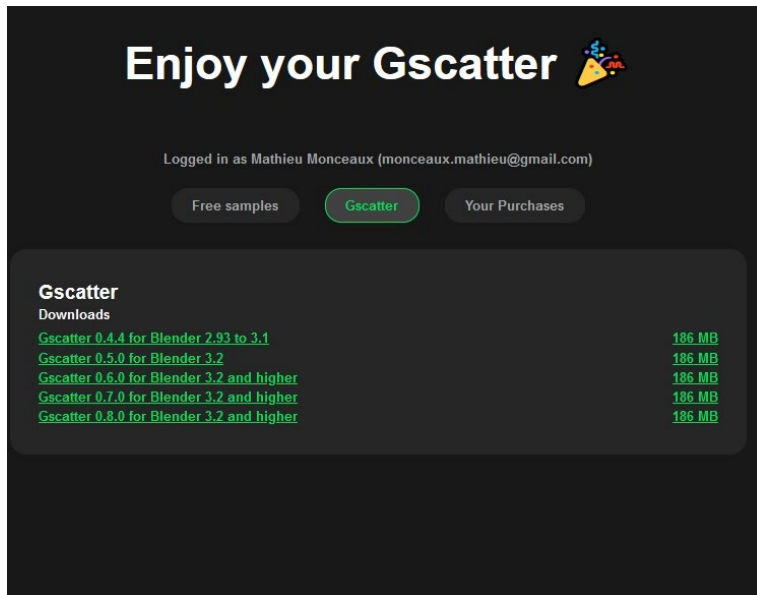 Enjoy your Gscatter 🎉
Logged in as Mathieu Monceaux (monceaux.mathieu@gmail.com)
Free samples Gscatter Your Purchases
Gscatter
Downloads
Gscatter 0.4.4 for Blender 2.93 to 3.1 186 MB
Gscatter 0.5.0 for Blender 3.2 186 MB
Gscatter 0.6.0 for Blender 3.2 and higher 186 MB
Gscatter 0.7.0 for Blender 3.2 and higher 186 MB
Gscatter 0.8.0 for Blender 3.2 and higher 186 MB